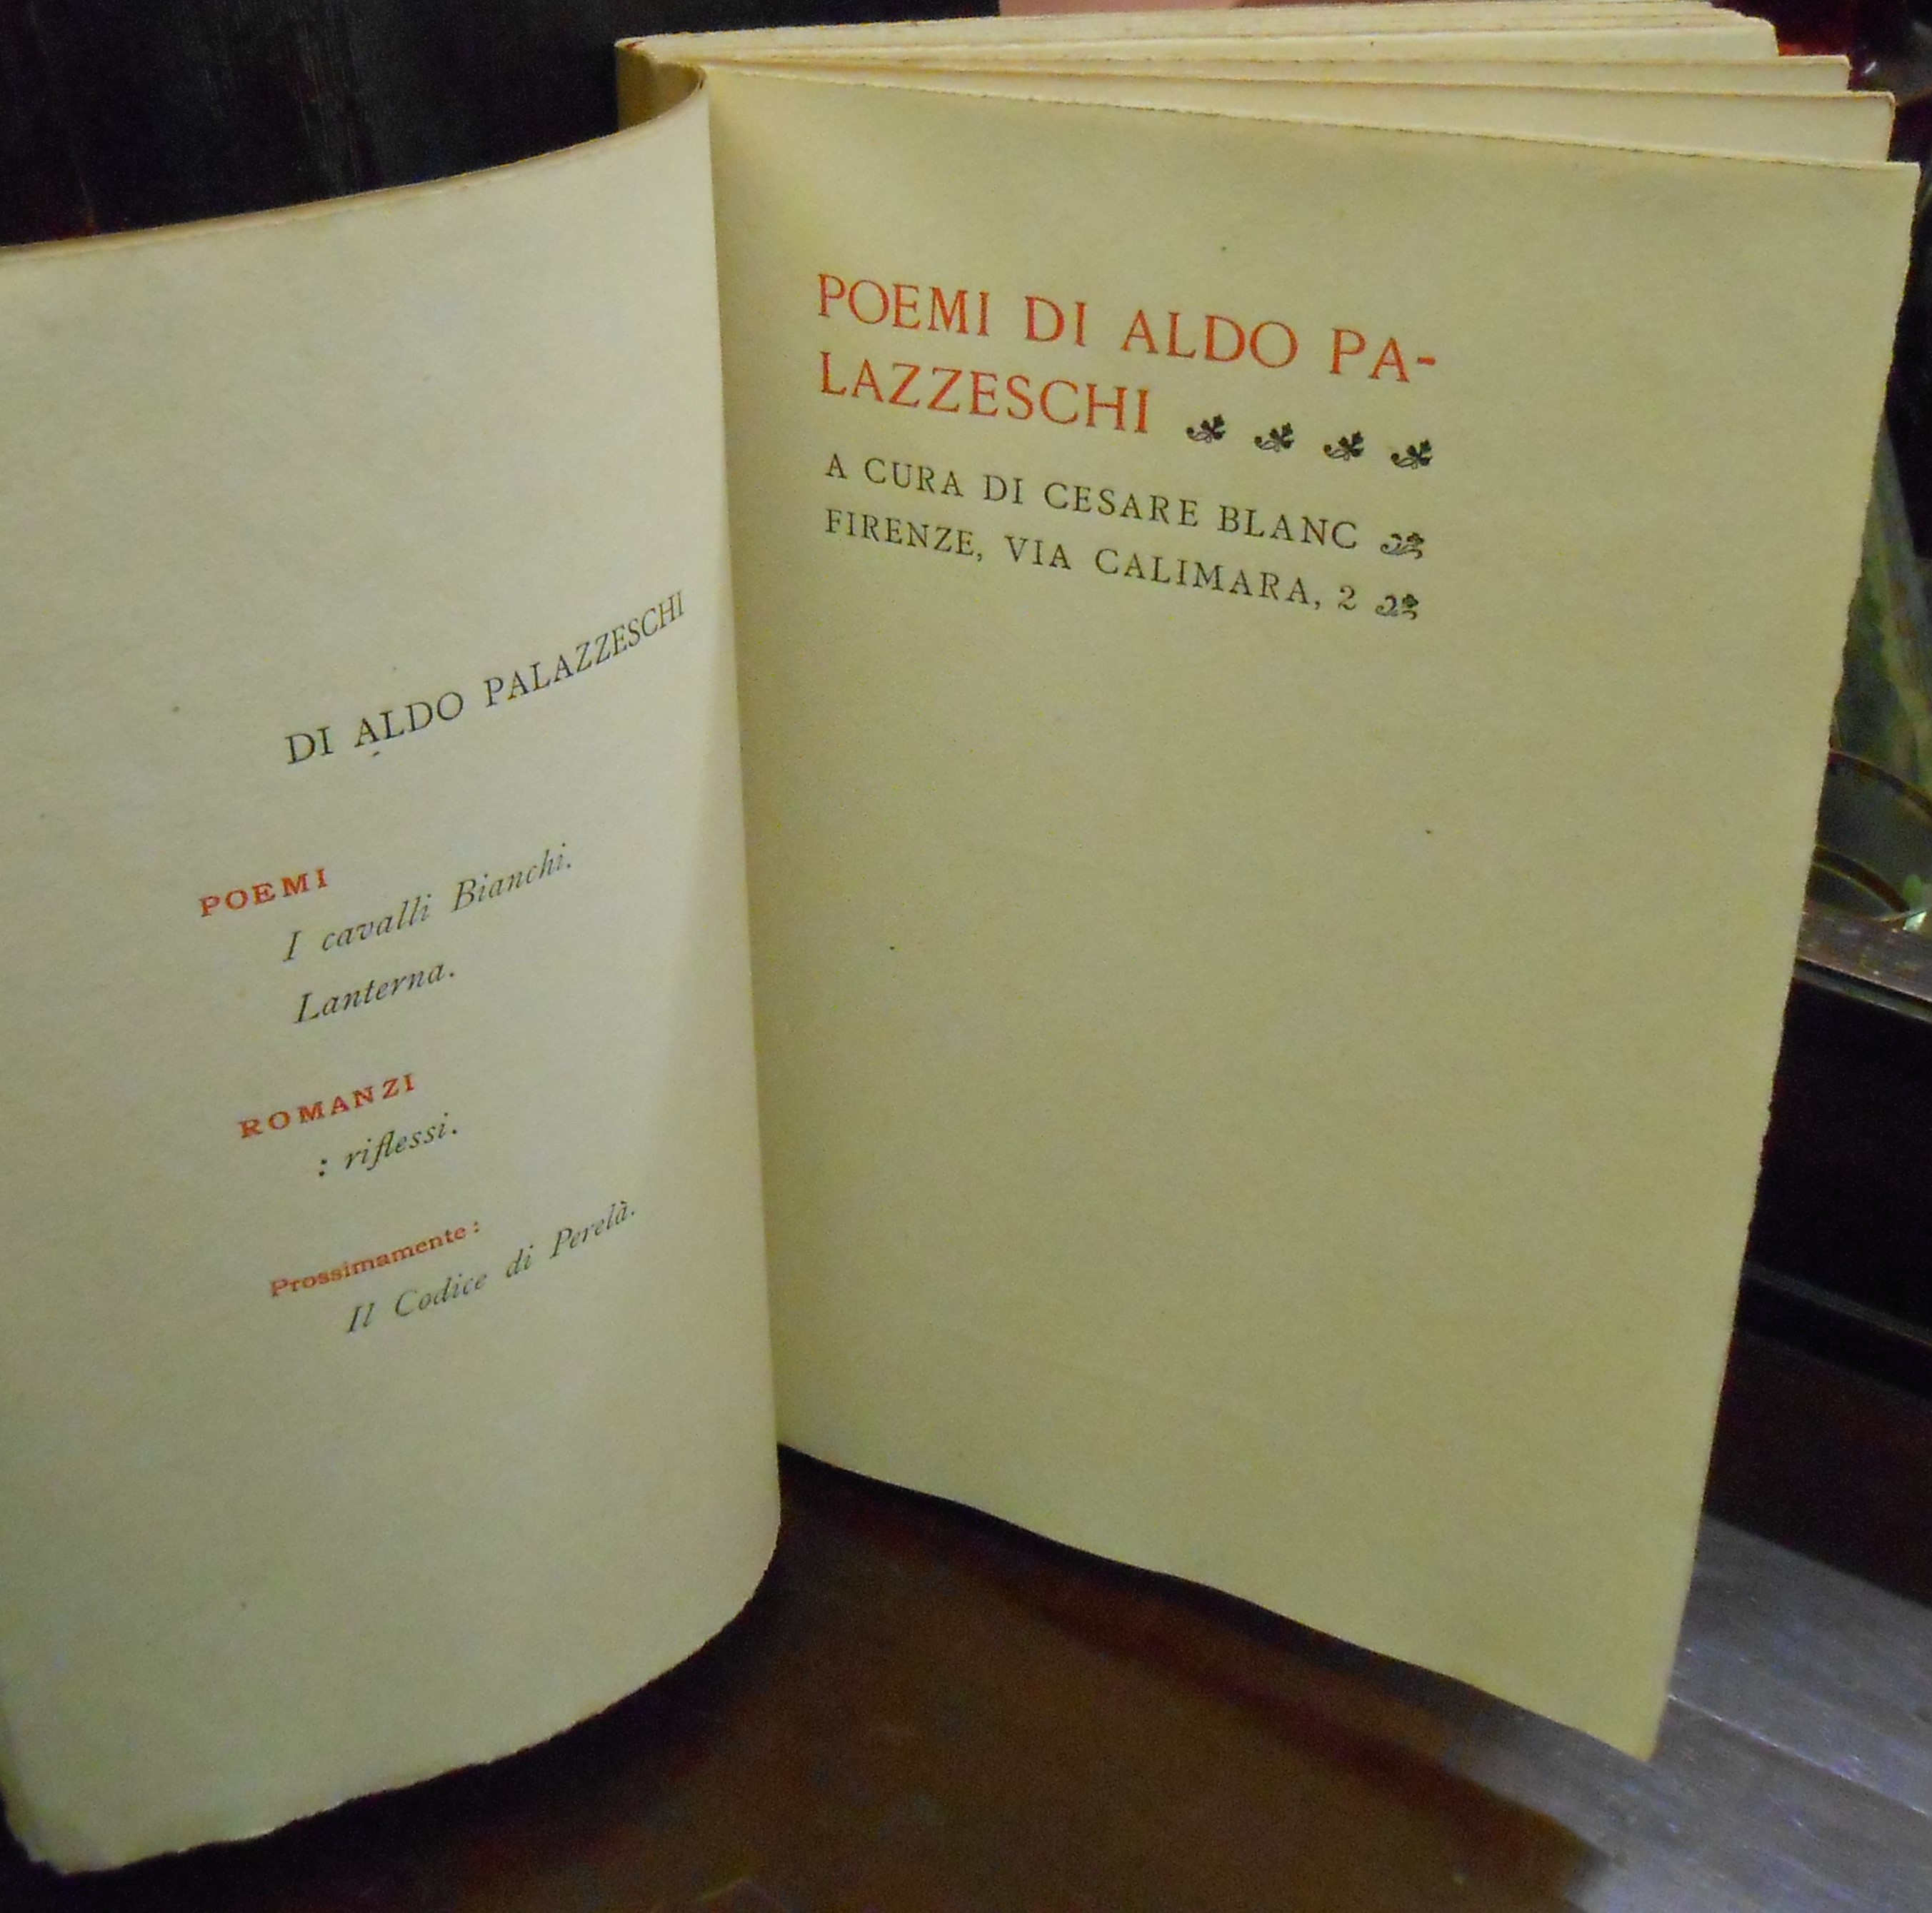 DI ALDO PALAZZESCHI
POEMI
I cavalli Bianchi.
Lanterna.
ROMANZI
: riflessi.
Prossimamente:
Il Codice di Perelà.
POEMI DI ALDO PA-
LAZZESCHI
A CURA DI CESARE BLANC
FIRENZE, VIA CALIMARA, 2